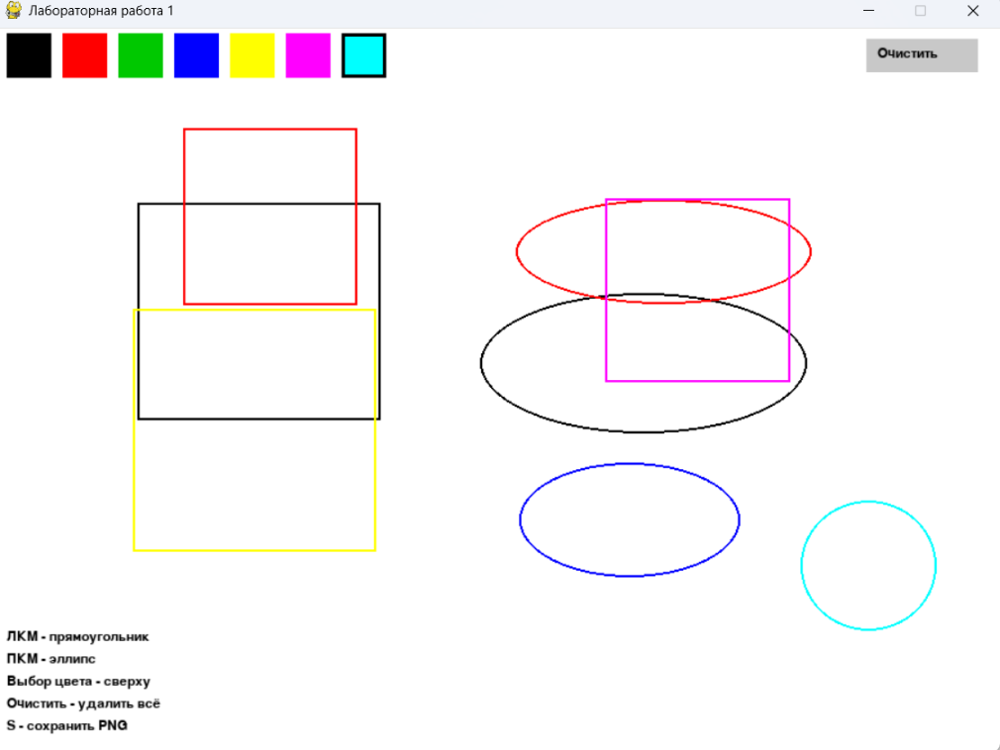 Лабораторная работа 1
Очистить
ЛКМ - прямоугольник
ПКМ - эллипс
Выбор цвета - сверху
Очистить - удалить всё
S - сохранить PNG